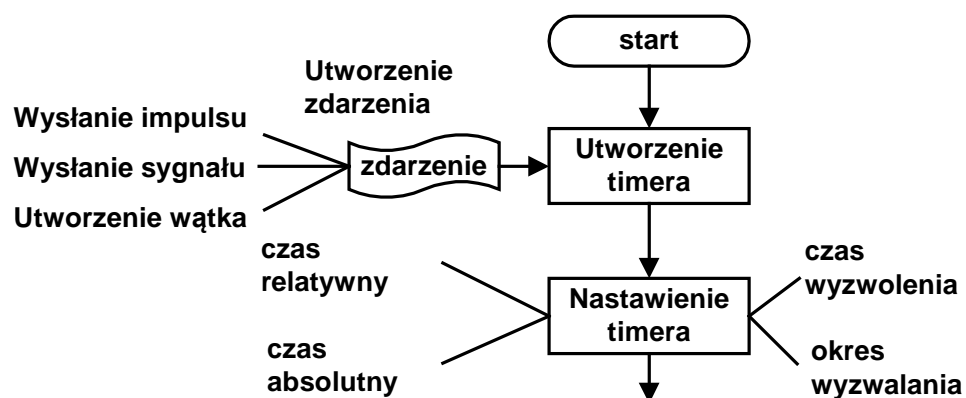 start
Utworzenie
zdarzenia
Wysłanie impulsu
Wysłanie sygnału
Utworzenie wątka
zdarzenie
Utworzenie
timera
czas
relatywny
czas
absolutny
Nastawienie
timera
czas
wyzwolenia
okres
wyzwalania